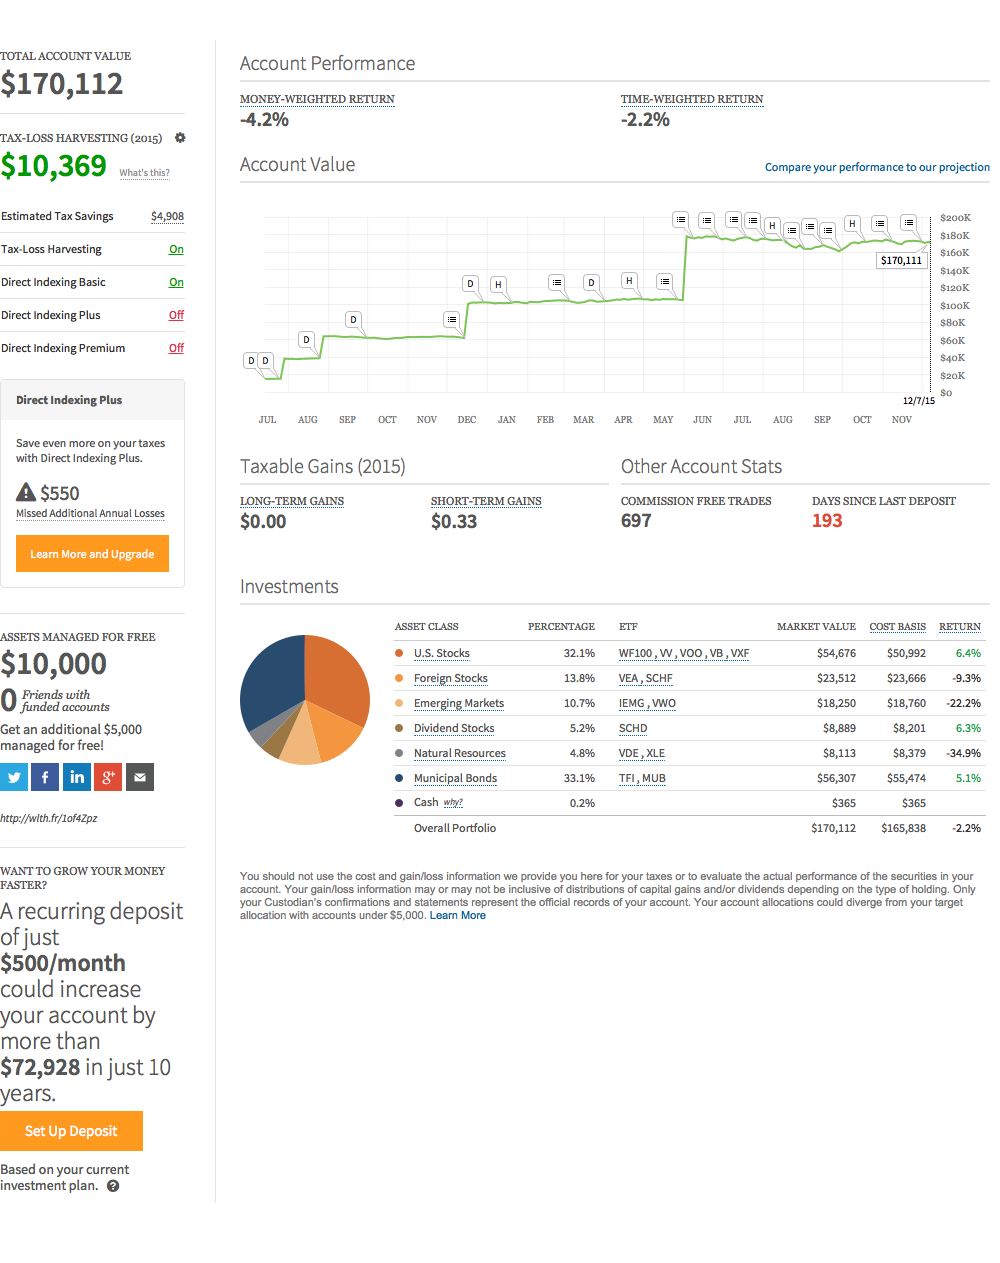 TOTAL ACCOUNT VALUE
$170,112
TAX-LOSS HARVESTING (2015)
$10,369 What's this?
Estimated Tax Savings $4,908
Tax-Loss Harvesting On
Direct Indexing Basic On
Direct Indexing Plus Off
Direct Indexing Premium Off
Direct Indexing Plus
Save even more on your taxes
with Direct Indexing Plus.
$550
Missed Additional Annual Losses
Learn More and Upgrade
ASSETS MANAGED FOR FREE
$10,000
0 Friends with
funded accounts
Get an additional $5,000
managed for free!
f in g+
http://wlth.fr/1of4Zpz
WANT TO GROW YOUR MONEY
FASTER?
A recurring deposit
of just
$500/month
could increase
your account by
more than
$72,928 in just 10
years.
Set Up Deposit
Based on your current
investment plan. ?
Account Performance
MONEY-WEIGHTED RETURN TIME-WEIGHTED RETURN
-4.2% -2.2%
Account Value Compare your performance to our projection
$200K
$180K
$160K
$140K
$120K
$100K
$80K
$60K
$40K
$20K
$0
D D D D D H D H H H
$170,111
12/7/15
JUL AUG SEP OCT NOV DEC JAN FEB MAR APR MAY JUN JUL AUG SEP OCT NOV
Taxable Gains (2015) Other Account Stats
LONG-TERM GAINS SHORT-TERM GAINS COMMISSION FREE TRADES DAYS SINCE LAST DEPOSIT
$0.00 $0.33 697 193
Investments
ASSET CLASS PERCENTAGE ETF MARKET VALUE COST BASIS RETURN
U.S. Stocks 32.1% WF100 , VV , VOO , VB , VXF $54,676 $50,992 6.4%
Foreign Stocks 13.8% VEA , SCHF $23,512 $23,666 -9.3%
Emerging Markets 10.7% IEMG , VWO $18,250 $18,760 -22.2%
Dividend Stocks 5.2% SCHD $8,889 $8,201 6.3%
Natural Resources 4.8% VDE , XLE $8,113 $8,379 -34.9%
Municipal Bonds 33.1% TFI , MUB $56,307 $55,474 5.1%
Cash why? 0.2% $365 $365
Overall Portfolio $170,112 $165,838 -2.2%
You should not use the cost and gain/loss information we provide you here for your taxes or to evaluate the actual performance of the securities in your
account. Your gain/loss information may or may not be inclusive of distributions of capital gains and/or dividends depending on the type of holding. Only
your Custodian's confirmations and statements represent the official records of your account. Your account allocations could diverge from your target
allocation with accounts under $5,000. Learn More